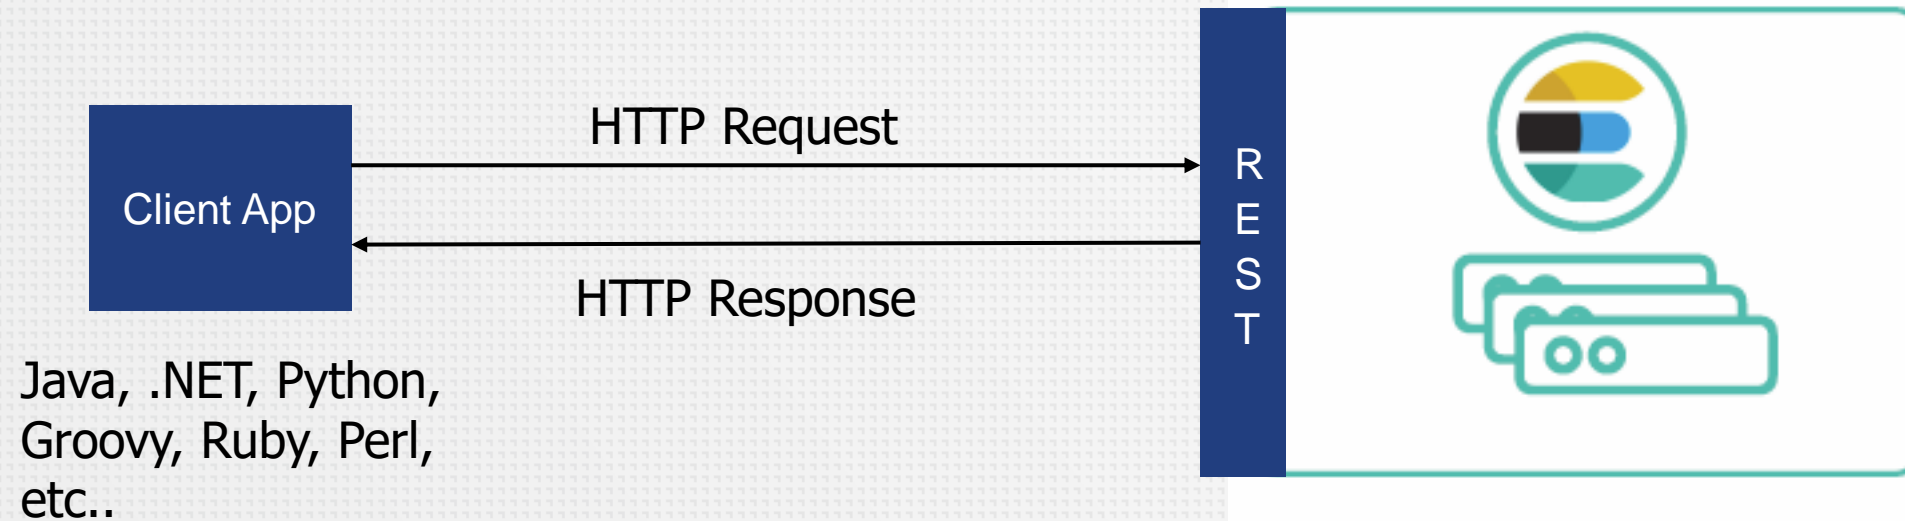 HTTP Request
Client App
HTTP Response
R
E
S
T
Java, .NET, Python,
Groovy, Ruby, Perl,
etc..